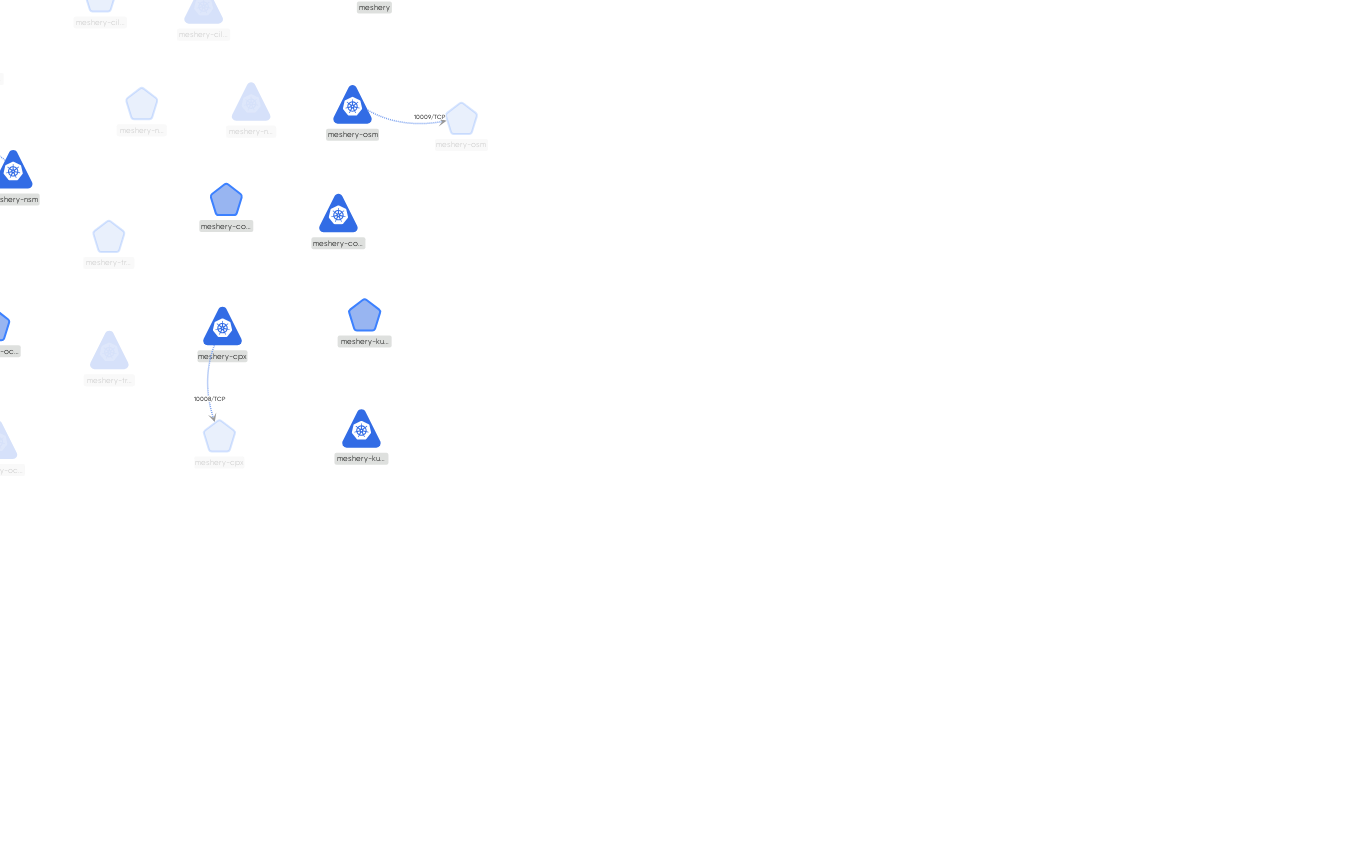 meshery
meshery-cil...
meshery-cil...
10009/TCP
meshery-n...
meshery-n...
meshery-osm
meshery-osm
shery-nsm
meshery-co...
meshery-co...
meshery-tr...
meshery-ku...
-oc...
meshery-cpx
meshery-tr...
10008/TCP
meshery-cpx
meshery-ku...
y-oc...